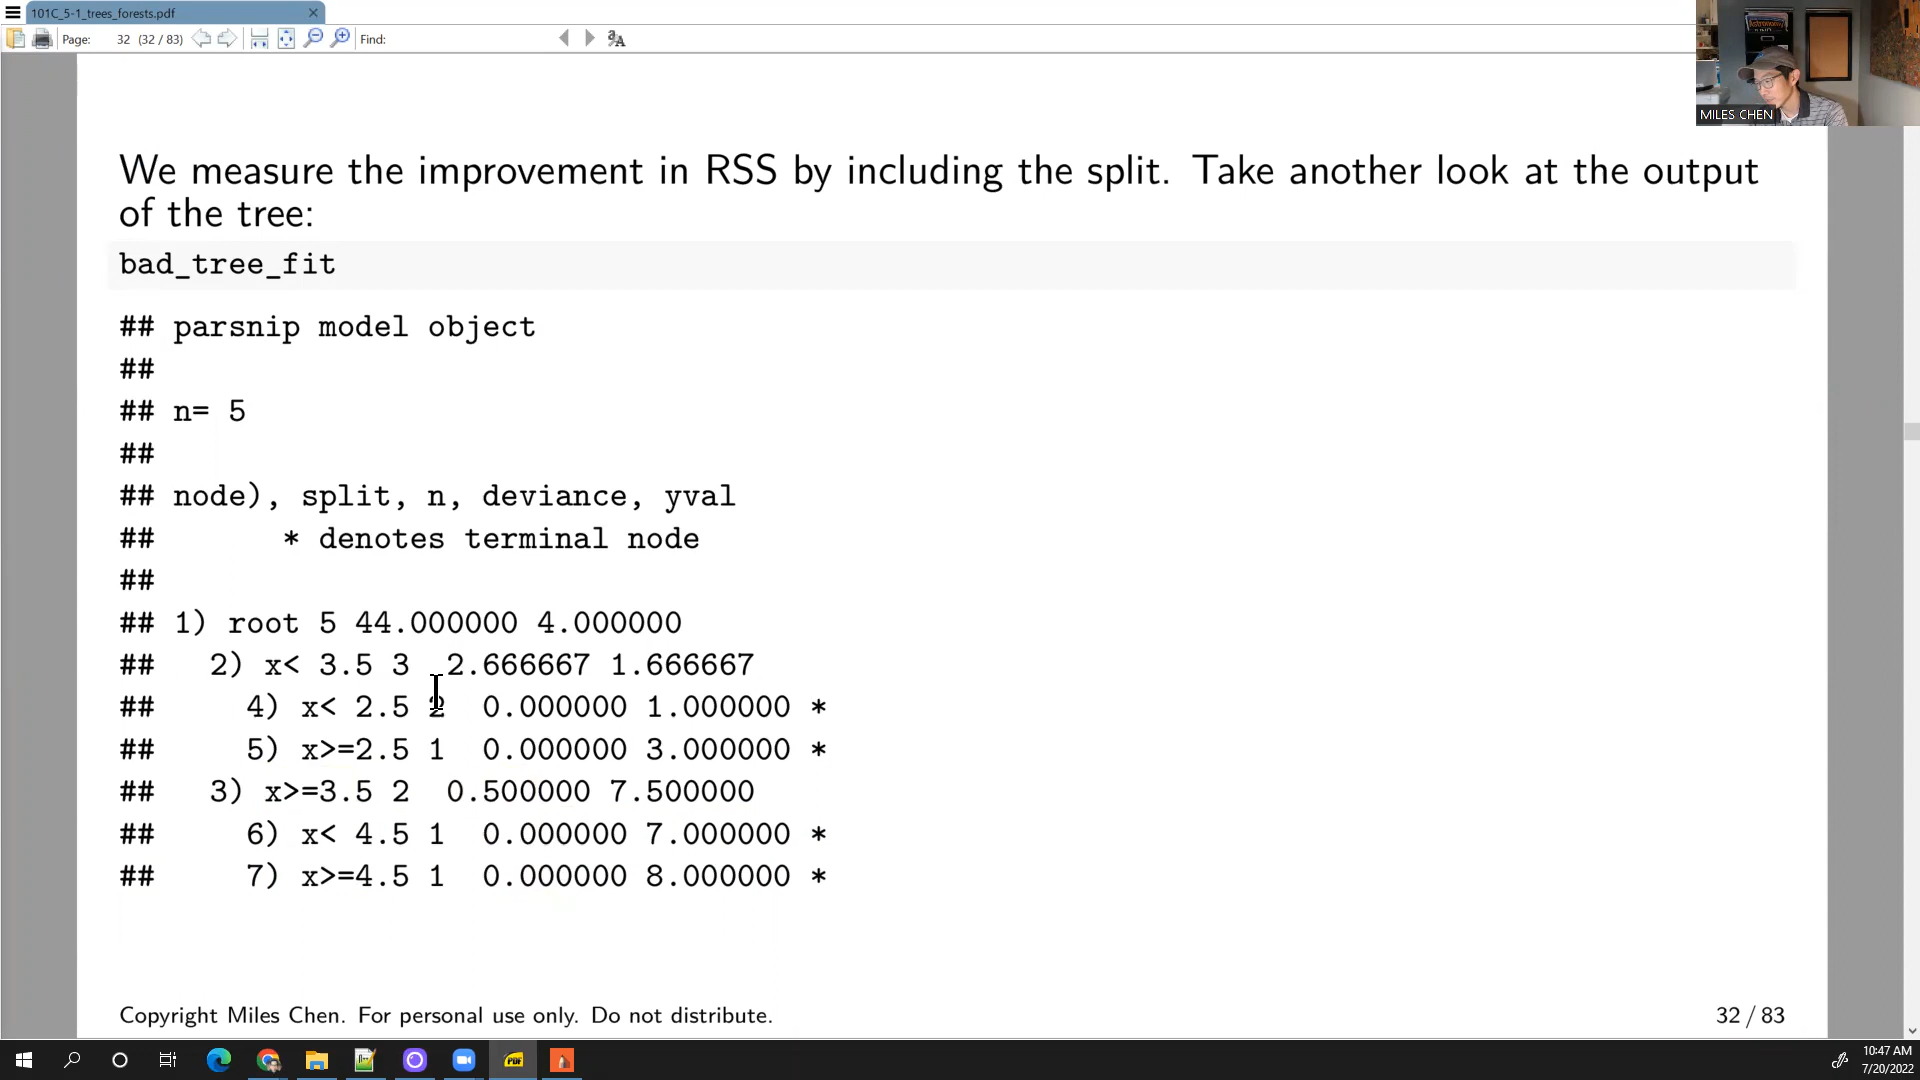 101C_5-1_trees_forests.pdf
Page: 32 (32 / 83) Find:
MILES CHEN
We measure the improvement in RSS by including the split. Take another look at the output
of the tree:
bad_tree_fit
## parsnip model object
##
## n= 5
##
## node), split, n, deviance, yval
## * denotes terminal node
##
## 1) root 5 44.000000 4.000000
## 2) x< 3.5 3 2.666667 1.666667
## 4) x< 2.5 2 0.000000 1.000000 *
## 5) x>=2.5 1 0.000000 3.000000 *
## 3) x>=3.5 2 0.500000 7.500000
## 6) x< 4.5 1 0.000000 7.000000 *
## 7) x>=4.5 1 0.000000 8.000000 *
Copyright Miles Chen. For personal use only. Do not distribute.
32 / 83
PDF
10:47 AM
7/20/2022